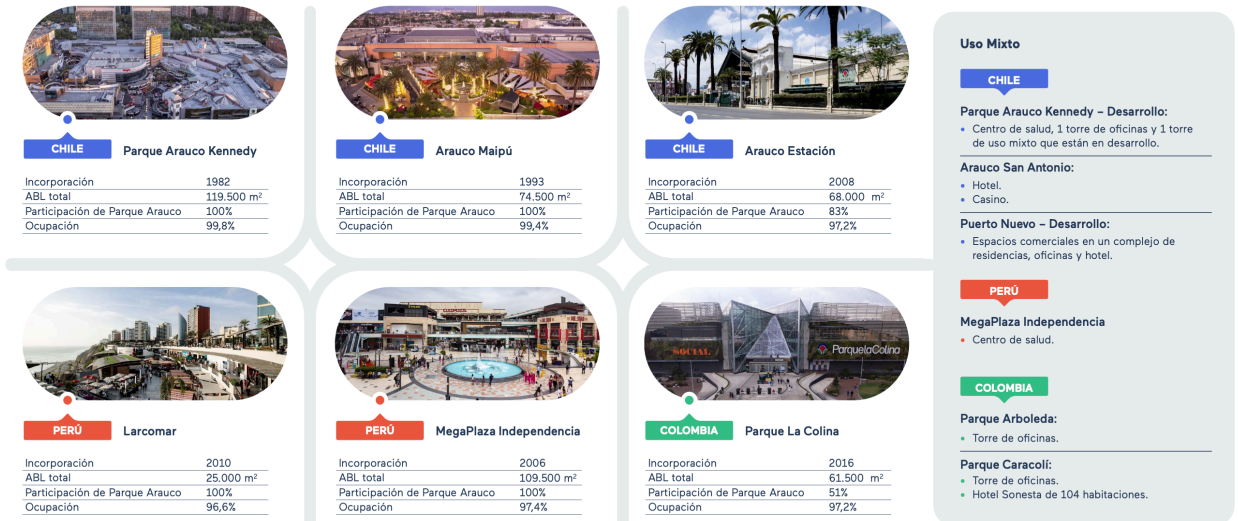 CHILE Parque Arauco Kennedy
Incorporación 1982
ABL total 119.500 m²
Participación de Parque Arauco 100%
Ocupación 99,8%
CHILE Arauco Maipú
Incorporación 1993
ABL total 74.500 m²
Participación de Parque Arauco 100%
Ocupación 99,4%
CHILE Arauco Estación
Incorporación 2008
ABL total 68.000 m²
Participación de Parque Arauco 83%
Ocupación 97,2%
SOCIAL
ParquelaColina
PERÚ Larcomar
Incorporación 2010
ABL total 25.000 m²
Participación de Parque Arauco 100%
Ocupación 96,6%
PERÚ MegaPlaza Independencia
Incorporación 2006
ABL total 109.500 m²
Participación de Parque Arauco 100%
Ocupación 97,4%
COLOMBIA Parque La Colina
Incorporación 2016
ABL total 61.500 m²
Participación de Parque Arauco 51%
Ocupación 97,2%
Uso Mixto
CHILE
Parque Arauco Kennedy – Desarrollo:
• Centro de salud, 1 torre de oficinas y 1 torre
de uso mixto que están en desarrollo.
Arauco San Antonio:
• Hotel.
• Casino.
Puerto Nuevo – Desarrollo:
• Espacios comerciales en un complejo de
residencias, oficinas y hotel.
PERÚ
MegaPlaza Independencia
• Centro de salud.
COLOMBIA
Parque Arboleda:
• Torre de oficinas.
Parque Caracolí:
• Torre de oficinas.
• Hotel Sonesta de 104 habitaciones.